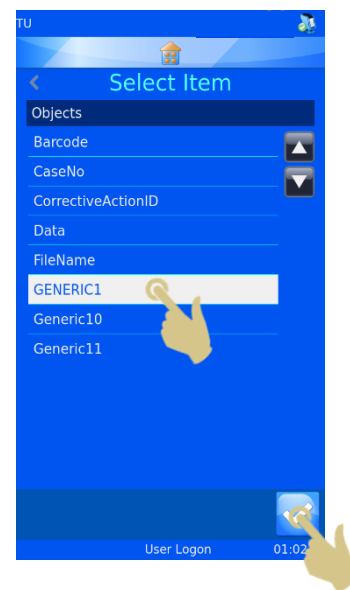 TU
Select Item
Objects
Barcode
CaseNo
CorrectiveActionID
Data
FileName
GENERIC1
Generic10
Generic11
User Logon 01:02